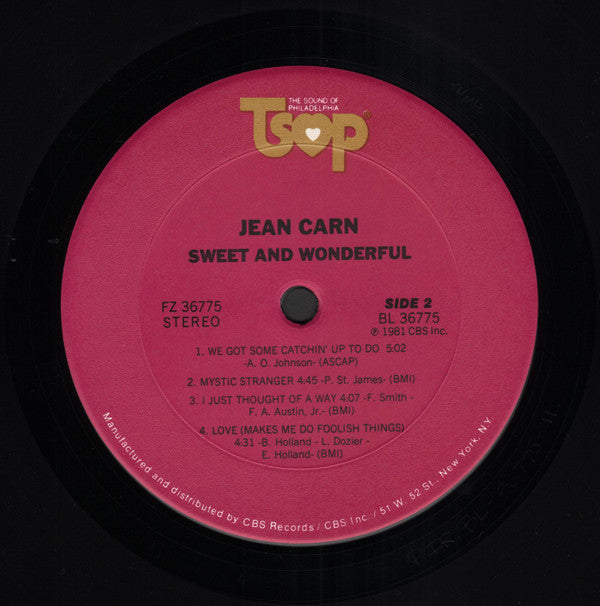 THE SOUND OF
PHILADELPHIA
Tsop®
JEAN CARN
SWEET AND WONDERFUL
FZ 36775
STEREO
SIDE 2
BL 36775
℗ 1981 CBS Inc.
1. WE GOT SOME CATCHIN' UP TO DO 5:02
-A. O. Johnson- (ASCAP)
2. MYSTIC STRANGER 4:45 -P. St. James- (BMI)
3. I JUST THOUGHT OF A WAY 4:07 -F. Smith -
F. A. Austin, Jr.- (BMI)
4. LOVE (MAKES ME DO FOOLISH THINGS)
4:31 -B. Holland - L. Dozier -
E. Holland- (BMI)
Manufactured and distributed by CBS Records / CBS Inc. / 51 W. 52 St., New York, N.Y.